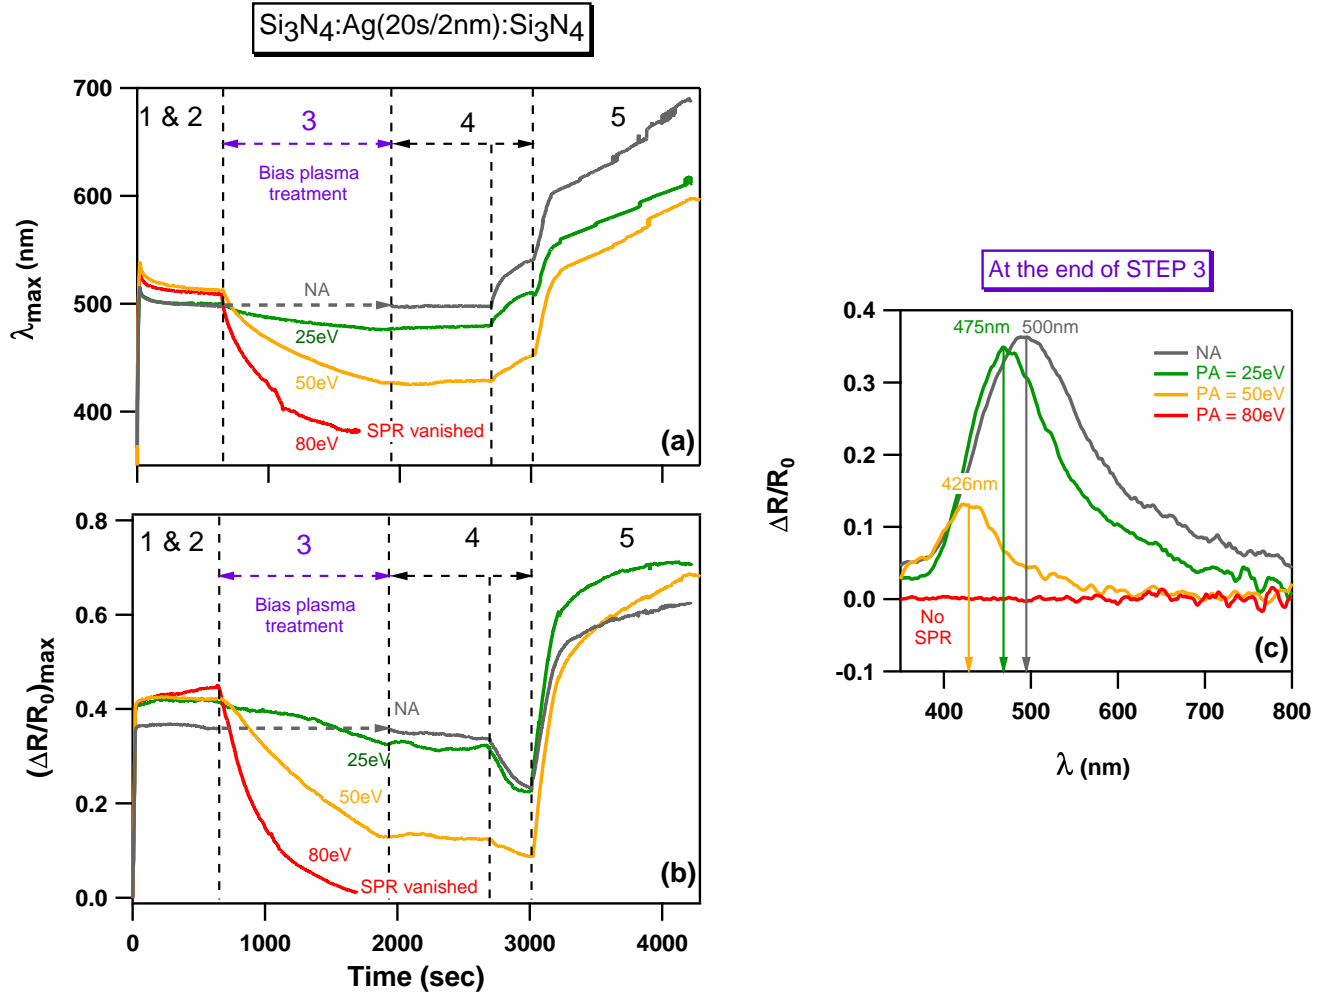 Si3N4:Ag(20s/2nm):Si3N4
700
600
500
400
λmax (nm)
1 & 2
3
4
5
Bias plasma
treatment
NA
25eV
50eV
80eV
SPR vanished
(a)
0.8
0.6
0.4
0.2
0.0
(ΔR/R0)max
1 & 2
3
4
5
Bias plasma
treatment
NA
25eV
50eV
80eV
SPR vanished
(b)
0
1000
2000
3000
4000
Time (sec)
At the end of STEP 3
0.4
0.3
0.2
0.1
0.0
-0.1
ΔR/R0
475nm
500nm
426nm
NA
PA = 25eV
PA = 50eV
PA = 80eV
No
SPR
(c)
400
500
600
700
800
λ (nm)